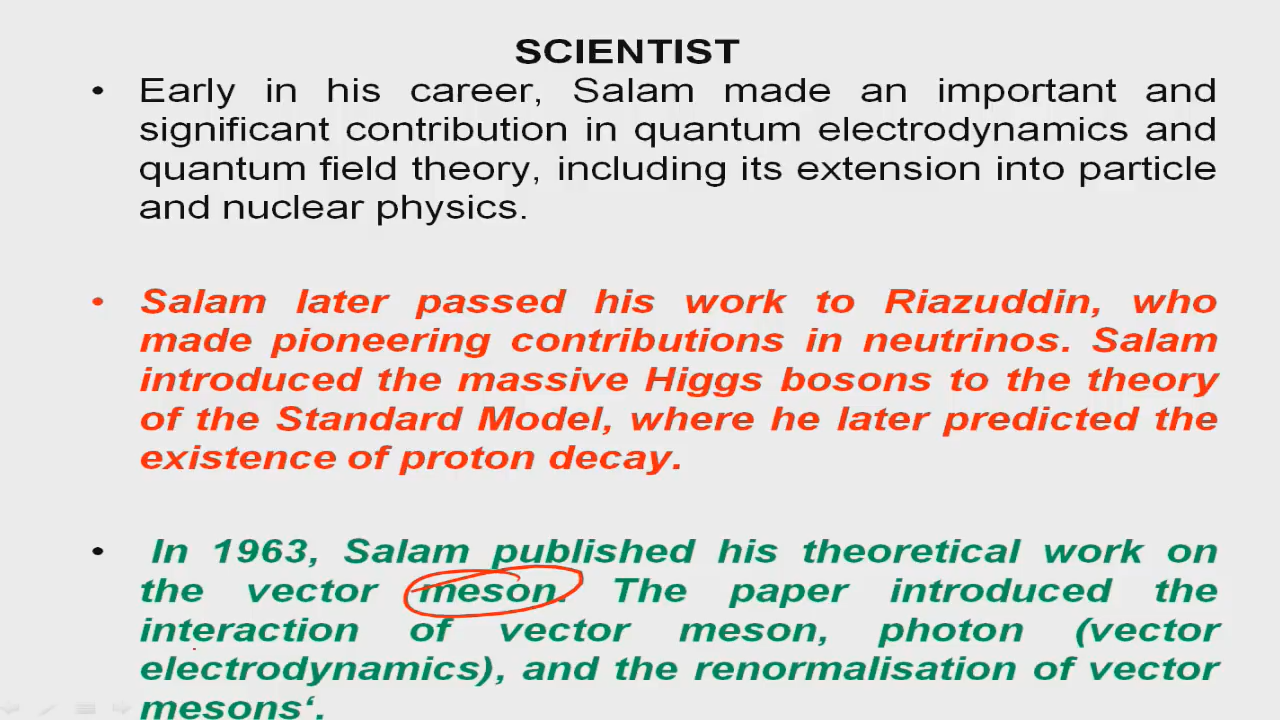 SCIENTIST
• Early in his career, Salam made an important and
significant contribution in quantum electrodynamics and
quantum field theory, including its extension into particle
and nuclear physics.
• Salam later passed his work to Riazuddin, who
made pioneering contributions in neutrinos. Salam
introduced the massive Higgs bosons to the theory
of the Standard Model, where he later predicted the
existence of proton decay.
• In 1963, Salam published his theoretical work on
the vector meson. The paper introduced the
interaction of vector meson, photon (vector
electrodynamics), and the renormalisation of vector
mesons‘.